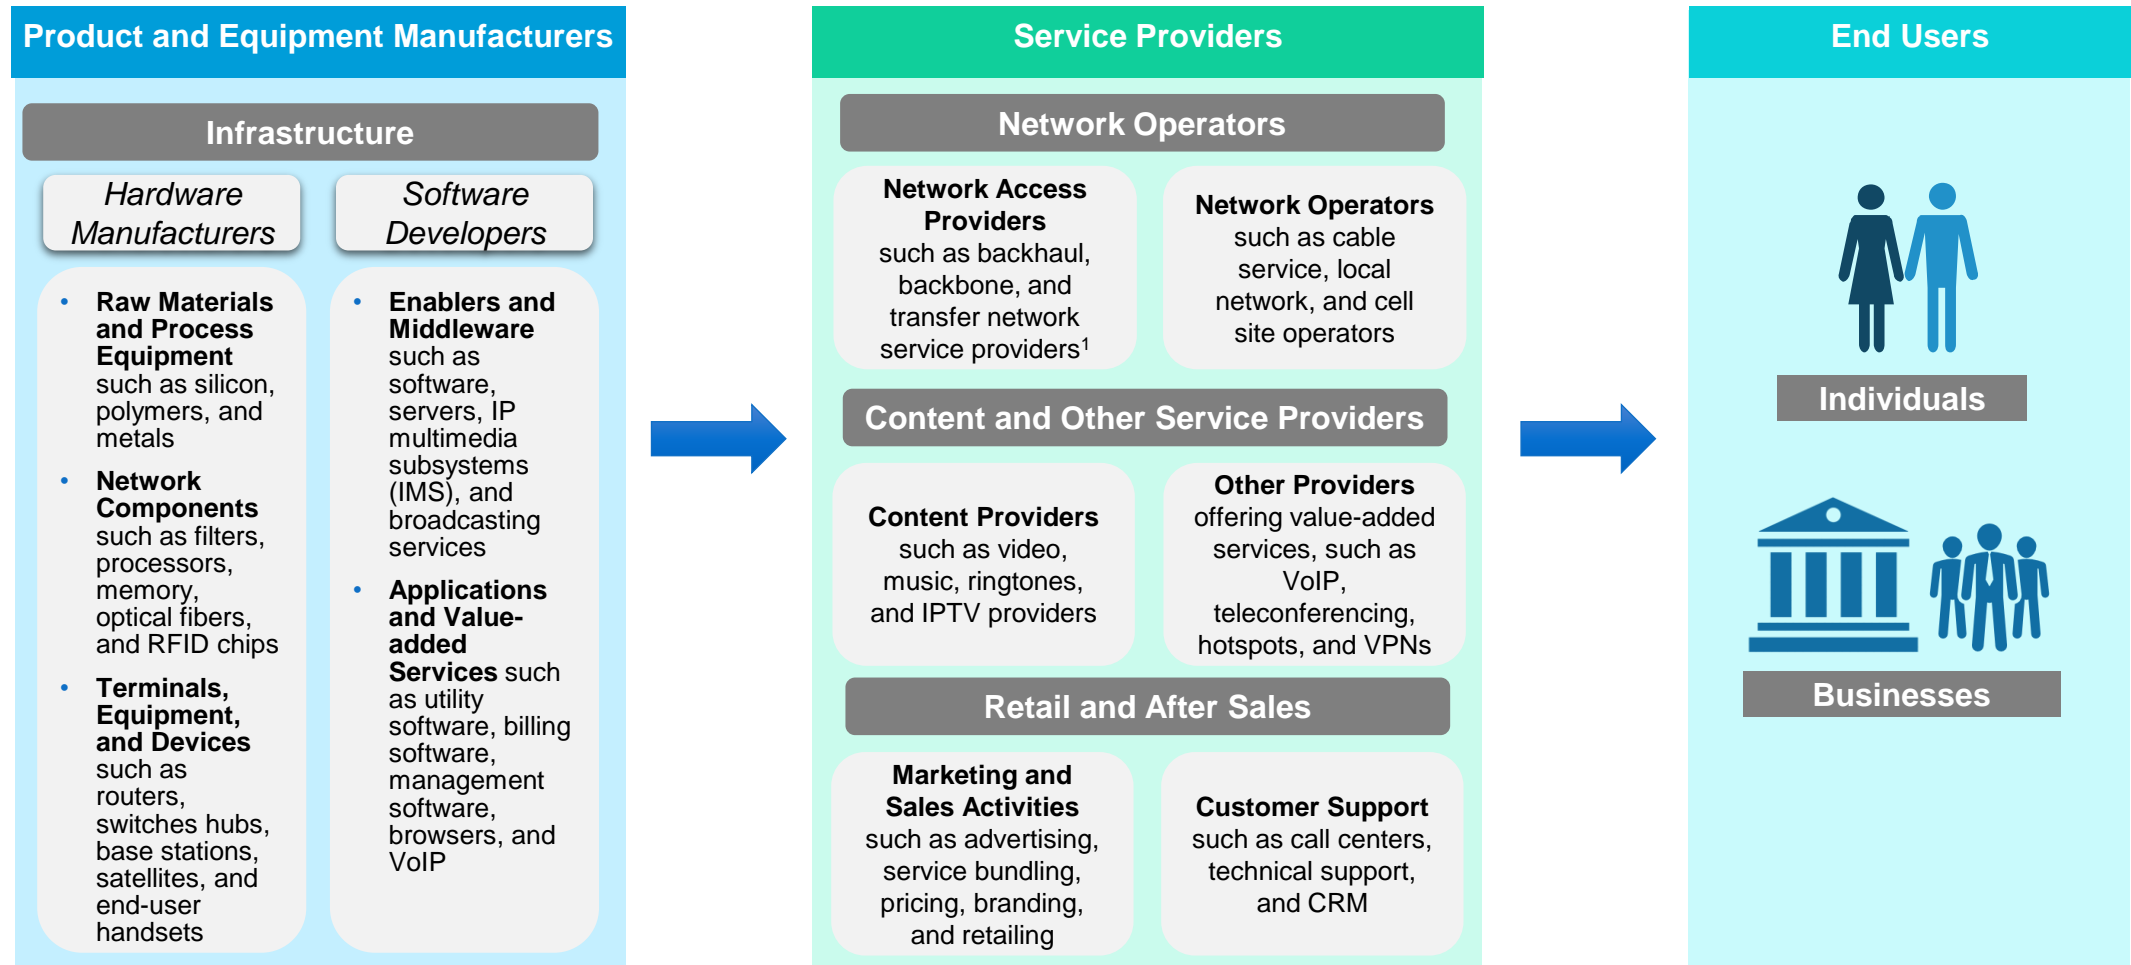 Product and Equipment Manufacturers
Infrastructure
Hardware
Manufacturers
• Raw Materials
and Process
Equipment
such as silicon,
polymers, and
metals
• Network
Components
such as filters,
processors,
memory,
optical fibers,
and RFID chips
• Terminals,
Equipment,
and Devices
such as
routers,
switches hubs,
base stations,
satellites, and
end-user
handsets
Software
Developers
• Enablers and
Middleware
such as
software,
servers, IP
multimedia
subsystems
(IMS), and
broadcasting
services
• Applications
and Value-
added
Services such
as utility
software, billing
software,
management
software,
browsers, and
VoIP
Service Providers
Network Operators
Network Access
Providers
such as backhaul,
backbone, and
transfer network
service providers¹
Network Operators
such as cable
service, local
network, and cell
site operators
Content and Other Service Providers
Content Providers
such as video,
music, ringtones,
and IPTV providers
Other Providers
offering value-added
services, such as
VoIP,
teleconferencing,
hotspots, and VPNs
Retail and After Sales
Marketing and
Sales Activities
such as advertising,
service bundling,
pricing, branding,
and retailing
Customer Support
such as call centers,
technical support,
and CRM
End Users
Individuals
Businesses